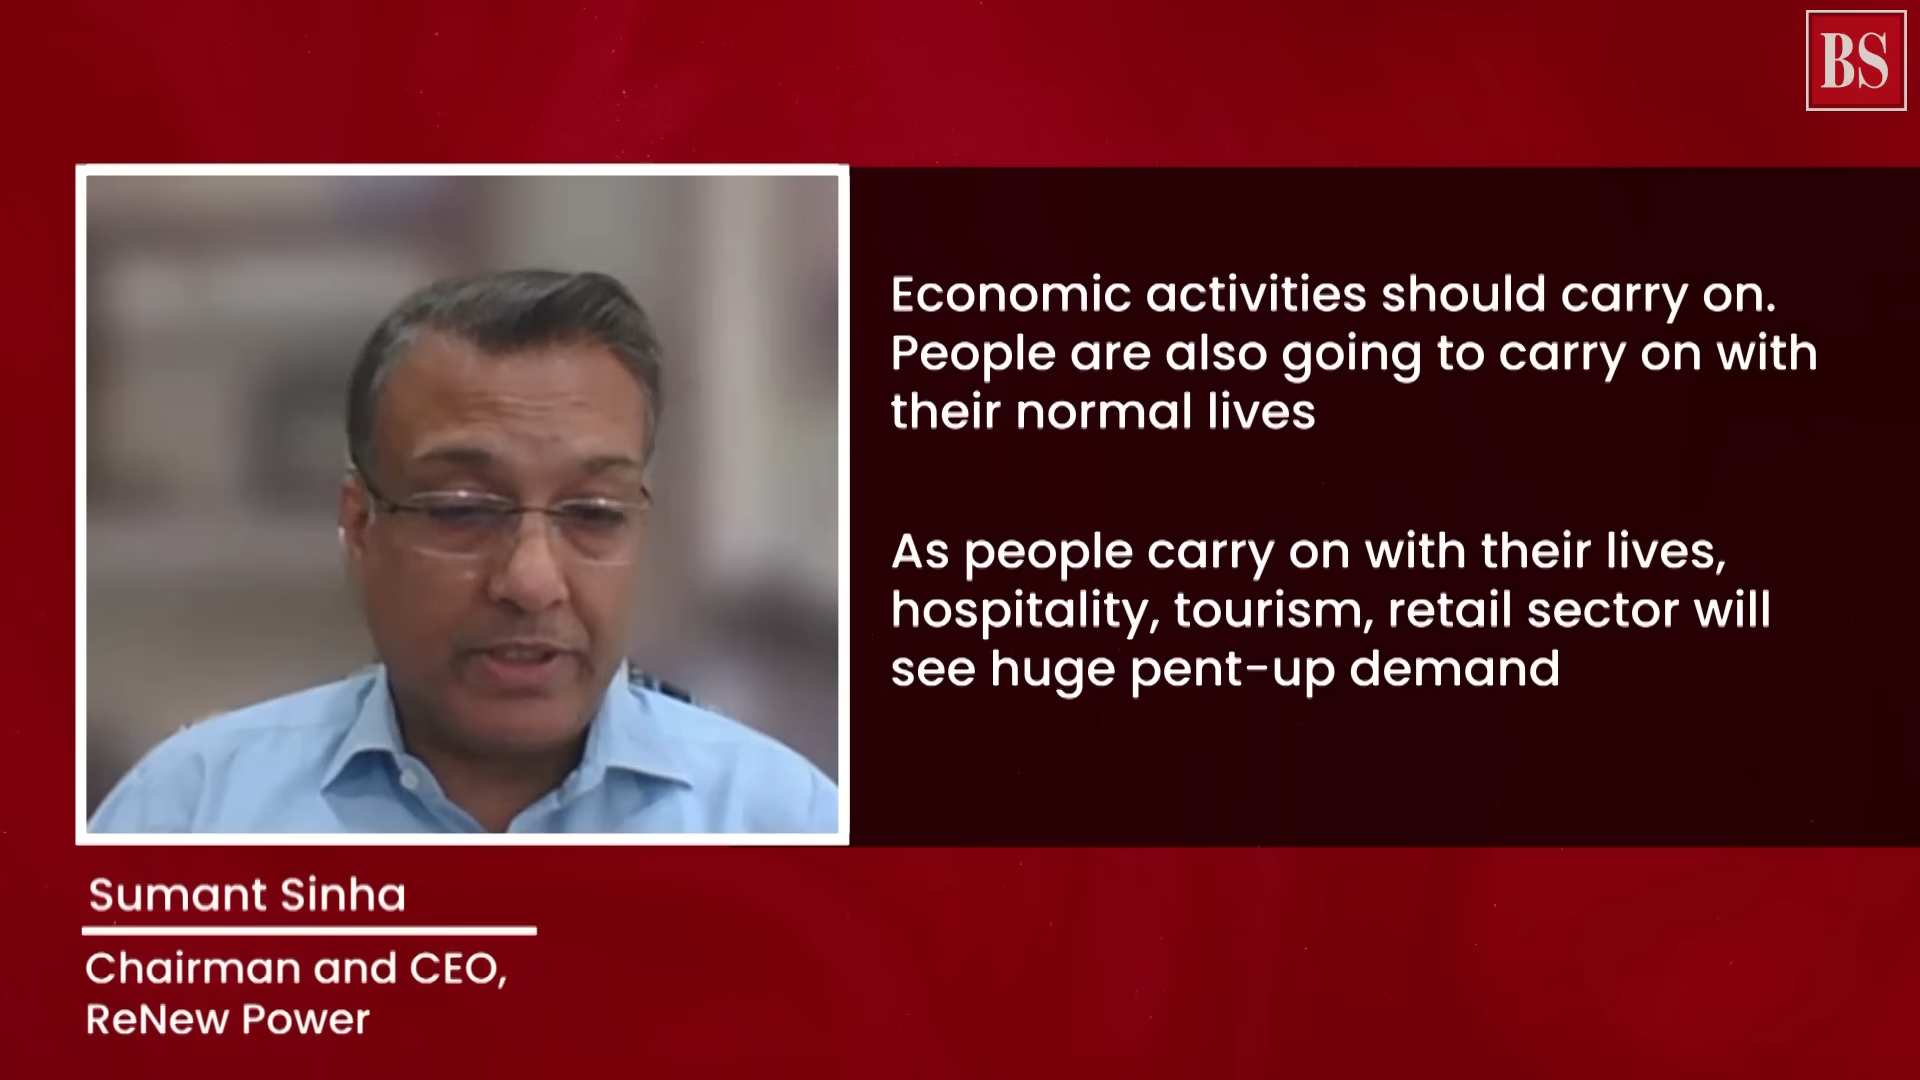 BS
Economic activities should carry on.
People are also going to carry on with
their normal lives
As people carry on with their lives,
hospitality, tourism, retail sector will
see huge pent-up demand
Sumant Sinha
Chairman and CEO,
ReNew Power